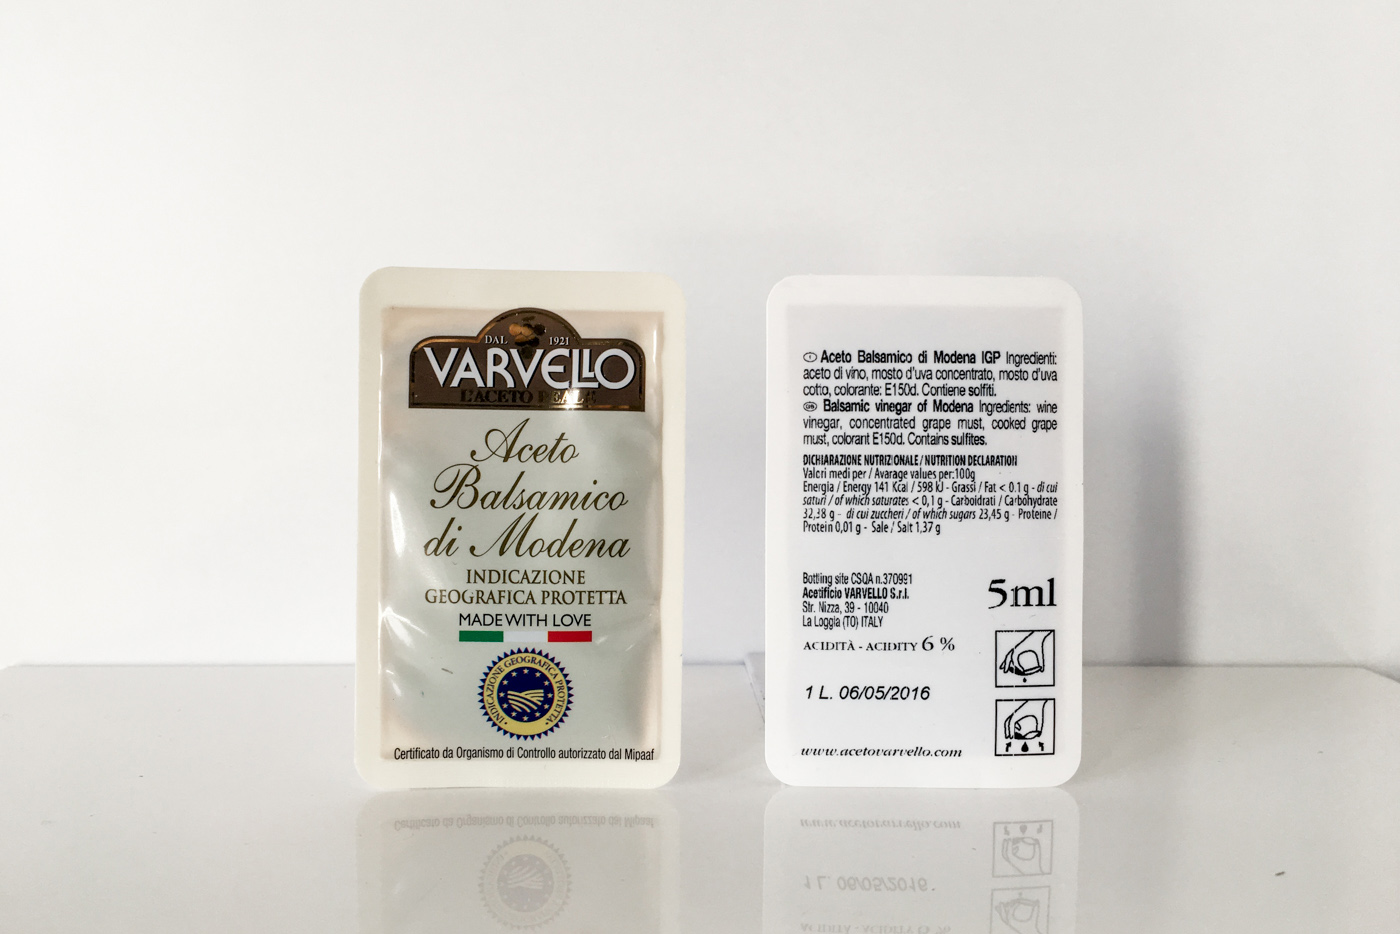 DAL 1921
VARVELLO
L'ACETO REALE
Aceto
Balsamico
di Modena
INDICAZIONE
GEOGRAFICA PROTETTA
MADE WITH LOVE
INDICAZIONE GEOGRAFICA PROTETTA
Certificato da Organismo di Controllo autorizzato dal Mipaaf
I Aceto Balsamico di Modena IGP Ingredienti:
aceto di vino, mosto d'uva concentrato, mosto d'uva
cotto, colorante: E150d. Contiene solfiti.
GB Balsamic vinegar of Modena Ingredients: wine
vinegar, concentrated grape must, cooked grape
must, colorant E150d. Contains sulfites.
DICHIARAZIONE NUTRIZIONALE / NUTRITION DECLARATION
Valori medi per / Avarage values per:100g
Energia / Energy 141 Kcal / 598 kJ - Grassi / Fat < 0.1 g - di cui
saturi / of which saturates < 0,1 g - Carboidrati / Carbohydrate
32,38 g - di cui zuccheri / of which sugars 23,45 g - Proteine /
Protein 0,01 g - Sale / Salt 1,37 g
Bottling site CSQA n.370991
Acetificio VARVELLO S.r.l.
Str. Nizza, 39 - 10040
La Loggia (TO) ITALY
5ml
ACIDITÀ - ACIDITY 6 %
1 L. 06/05/2016
www.acetovarvello.com